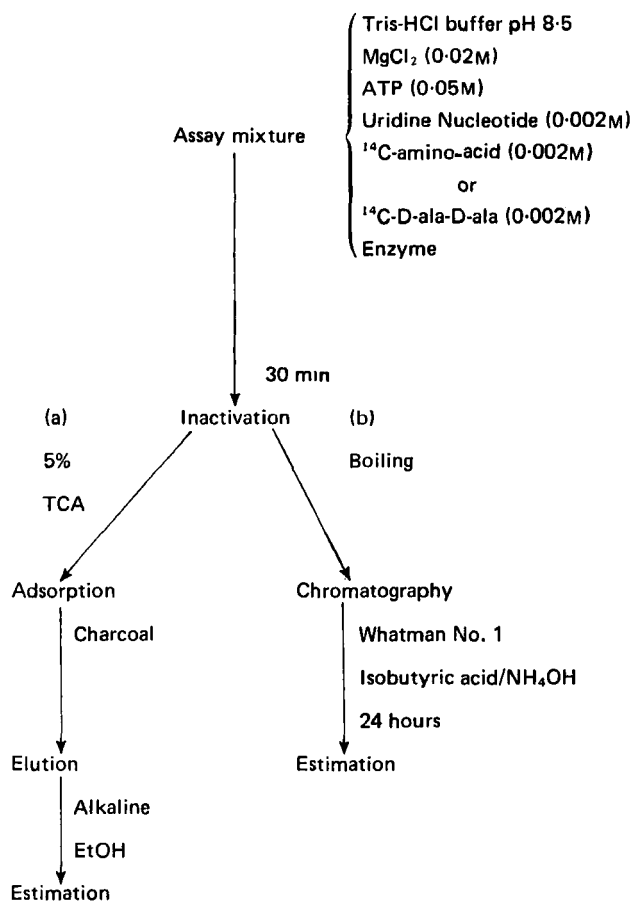 Tris-HCl buffer pH 8·5
MgCl₂ (0·02M)
ATP (0·05M)
Uridine Nucleotide (0·002M)
Assay mixture
¹⁴C-amino-acid (0·002M)
or
¹⁴C-D-ala-D-ala (0·002M)
Enzyme
30 min
(a)
Inactivation
(b)
5%
Boiling
TCA
Adsorption
Chromatography
Charcoal
Whatman No. 1
Isobutyric acid/NH₄OH
24 hours
Elution
Estimation
Alkaline
EtOH
Estimation